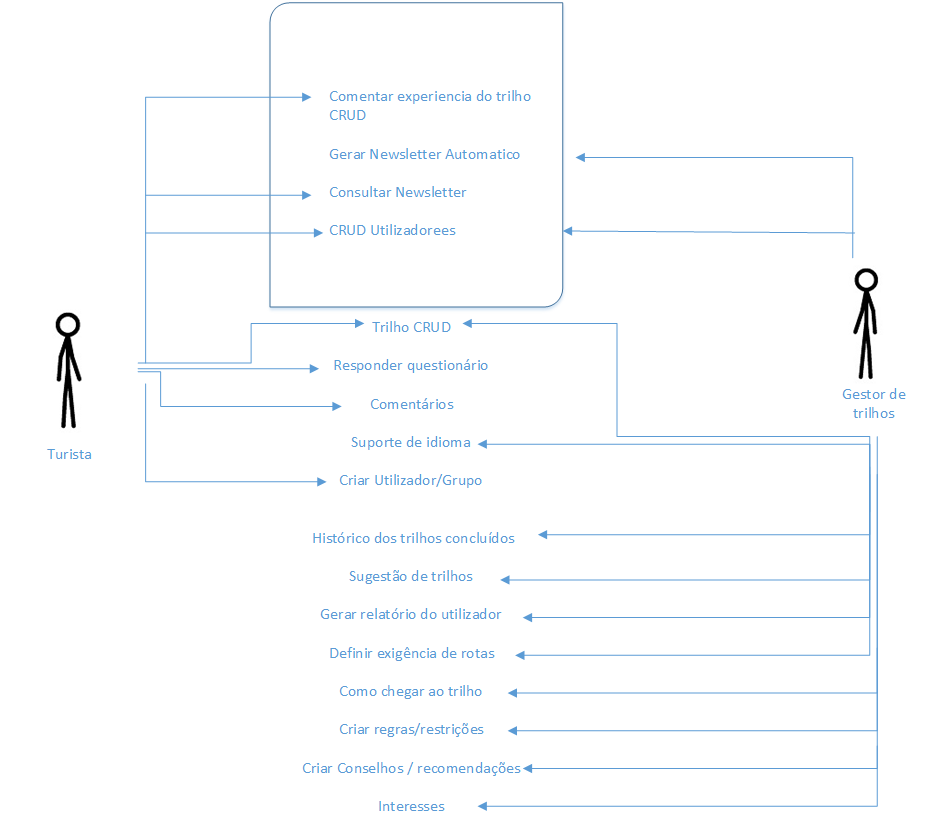 Comentar experiencia do trilho
CRUD
Gerar Newsletter Automatico
Consultar Newsletter
CRUD Utilizadorees
Trilho CRUD
Responder questionário
Comentários
Gestor de
trilhos
Suporte de idioma
Turista
Criar Utilizador/Grupo
Histórico dos trilhos concluídos
Sugestão de trilhos
Gerar relatório do utilizador
Definir exigência de rotas
Como chegar ao trilho
Criar regras/restrições
Criar Conselhos / recomendações
Interesses